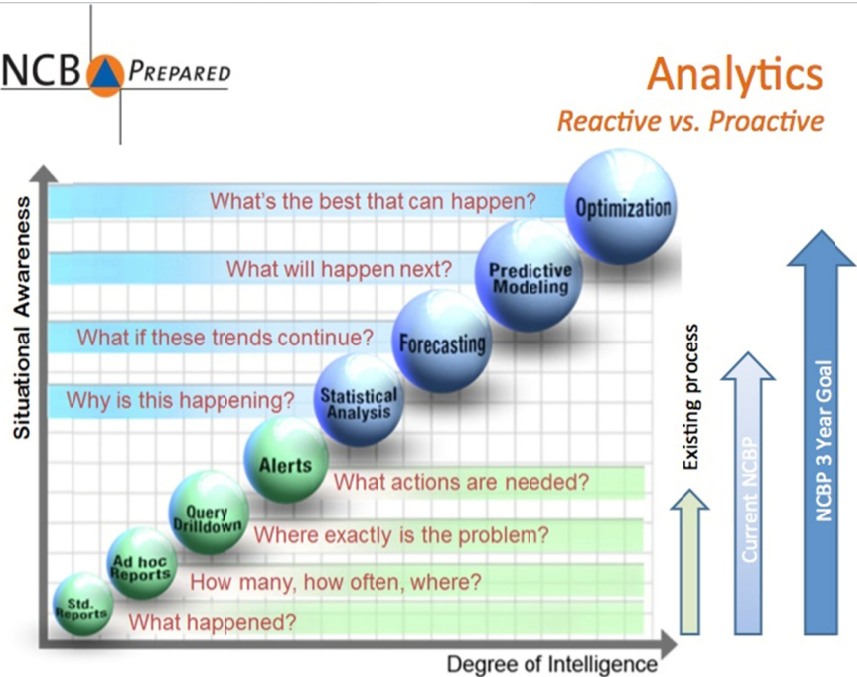 NCB PREPARED
Analytics
Reactive vs. Proactive
Situational Awareness
What's the best that can happen?
Optimization
What will happen next?
Predictive
Modeling
What if these trends continue?
Forecasting
Why is this happening?
Statistical
Analysis
Alerts
What actions are needed?
Query
Drilldown
Where exactly is the problem?
Ad hoc
Reports
How many, how often, where?
Std.
Reports
What happened?
Degree of Intelligence
Existing process
Current NCBP
NCBP 3 Year Goal